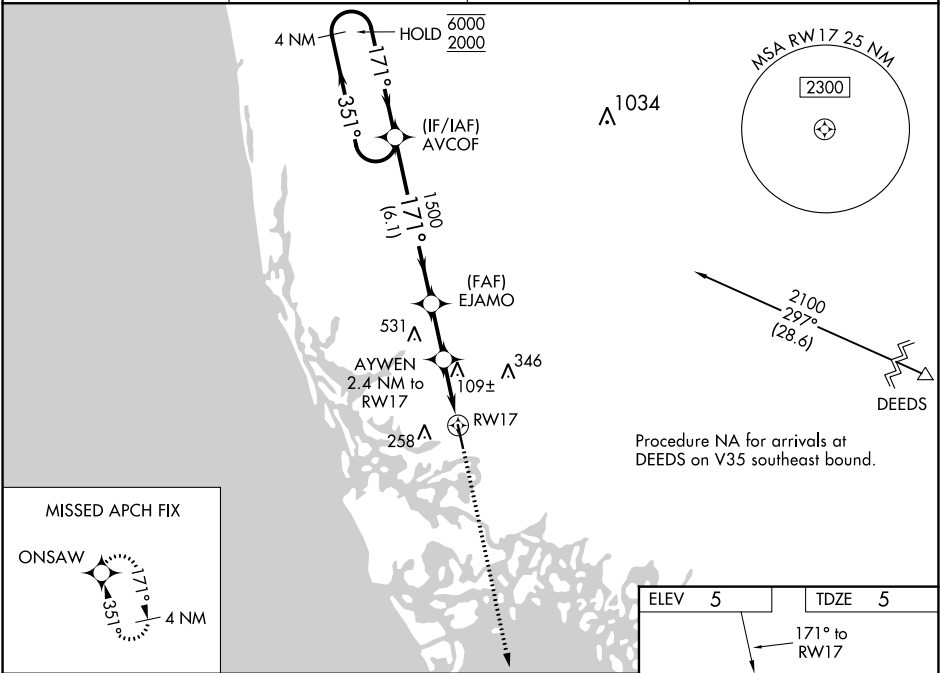 4 NM
HOLD
6000
2000
171°
351°
(IF/IAF)
AVCOF
1034
MSA RW17 25 NM
2300
1500
171°
(6.1)
(FAF)
EJAMO
2100
297°
(28.6)
DEEDS
531
AYWEN
2.4 NM to
RW17
346
109±
RW17
258
Procedure NA for arrivals at
DEEDS on V35 southeast bound.
MISSED APCH FIX
ONSAW
171°
351°
4 NM
ELEV 5
TDZE 5
171° to
RW17